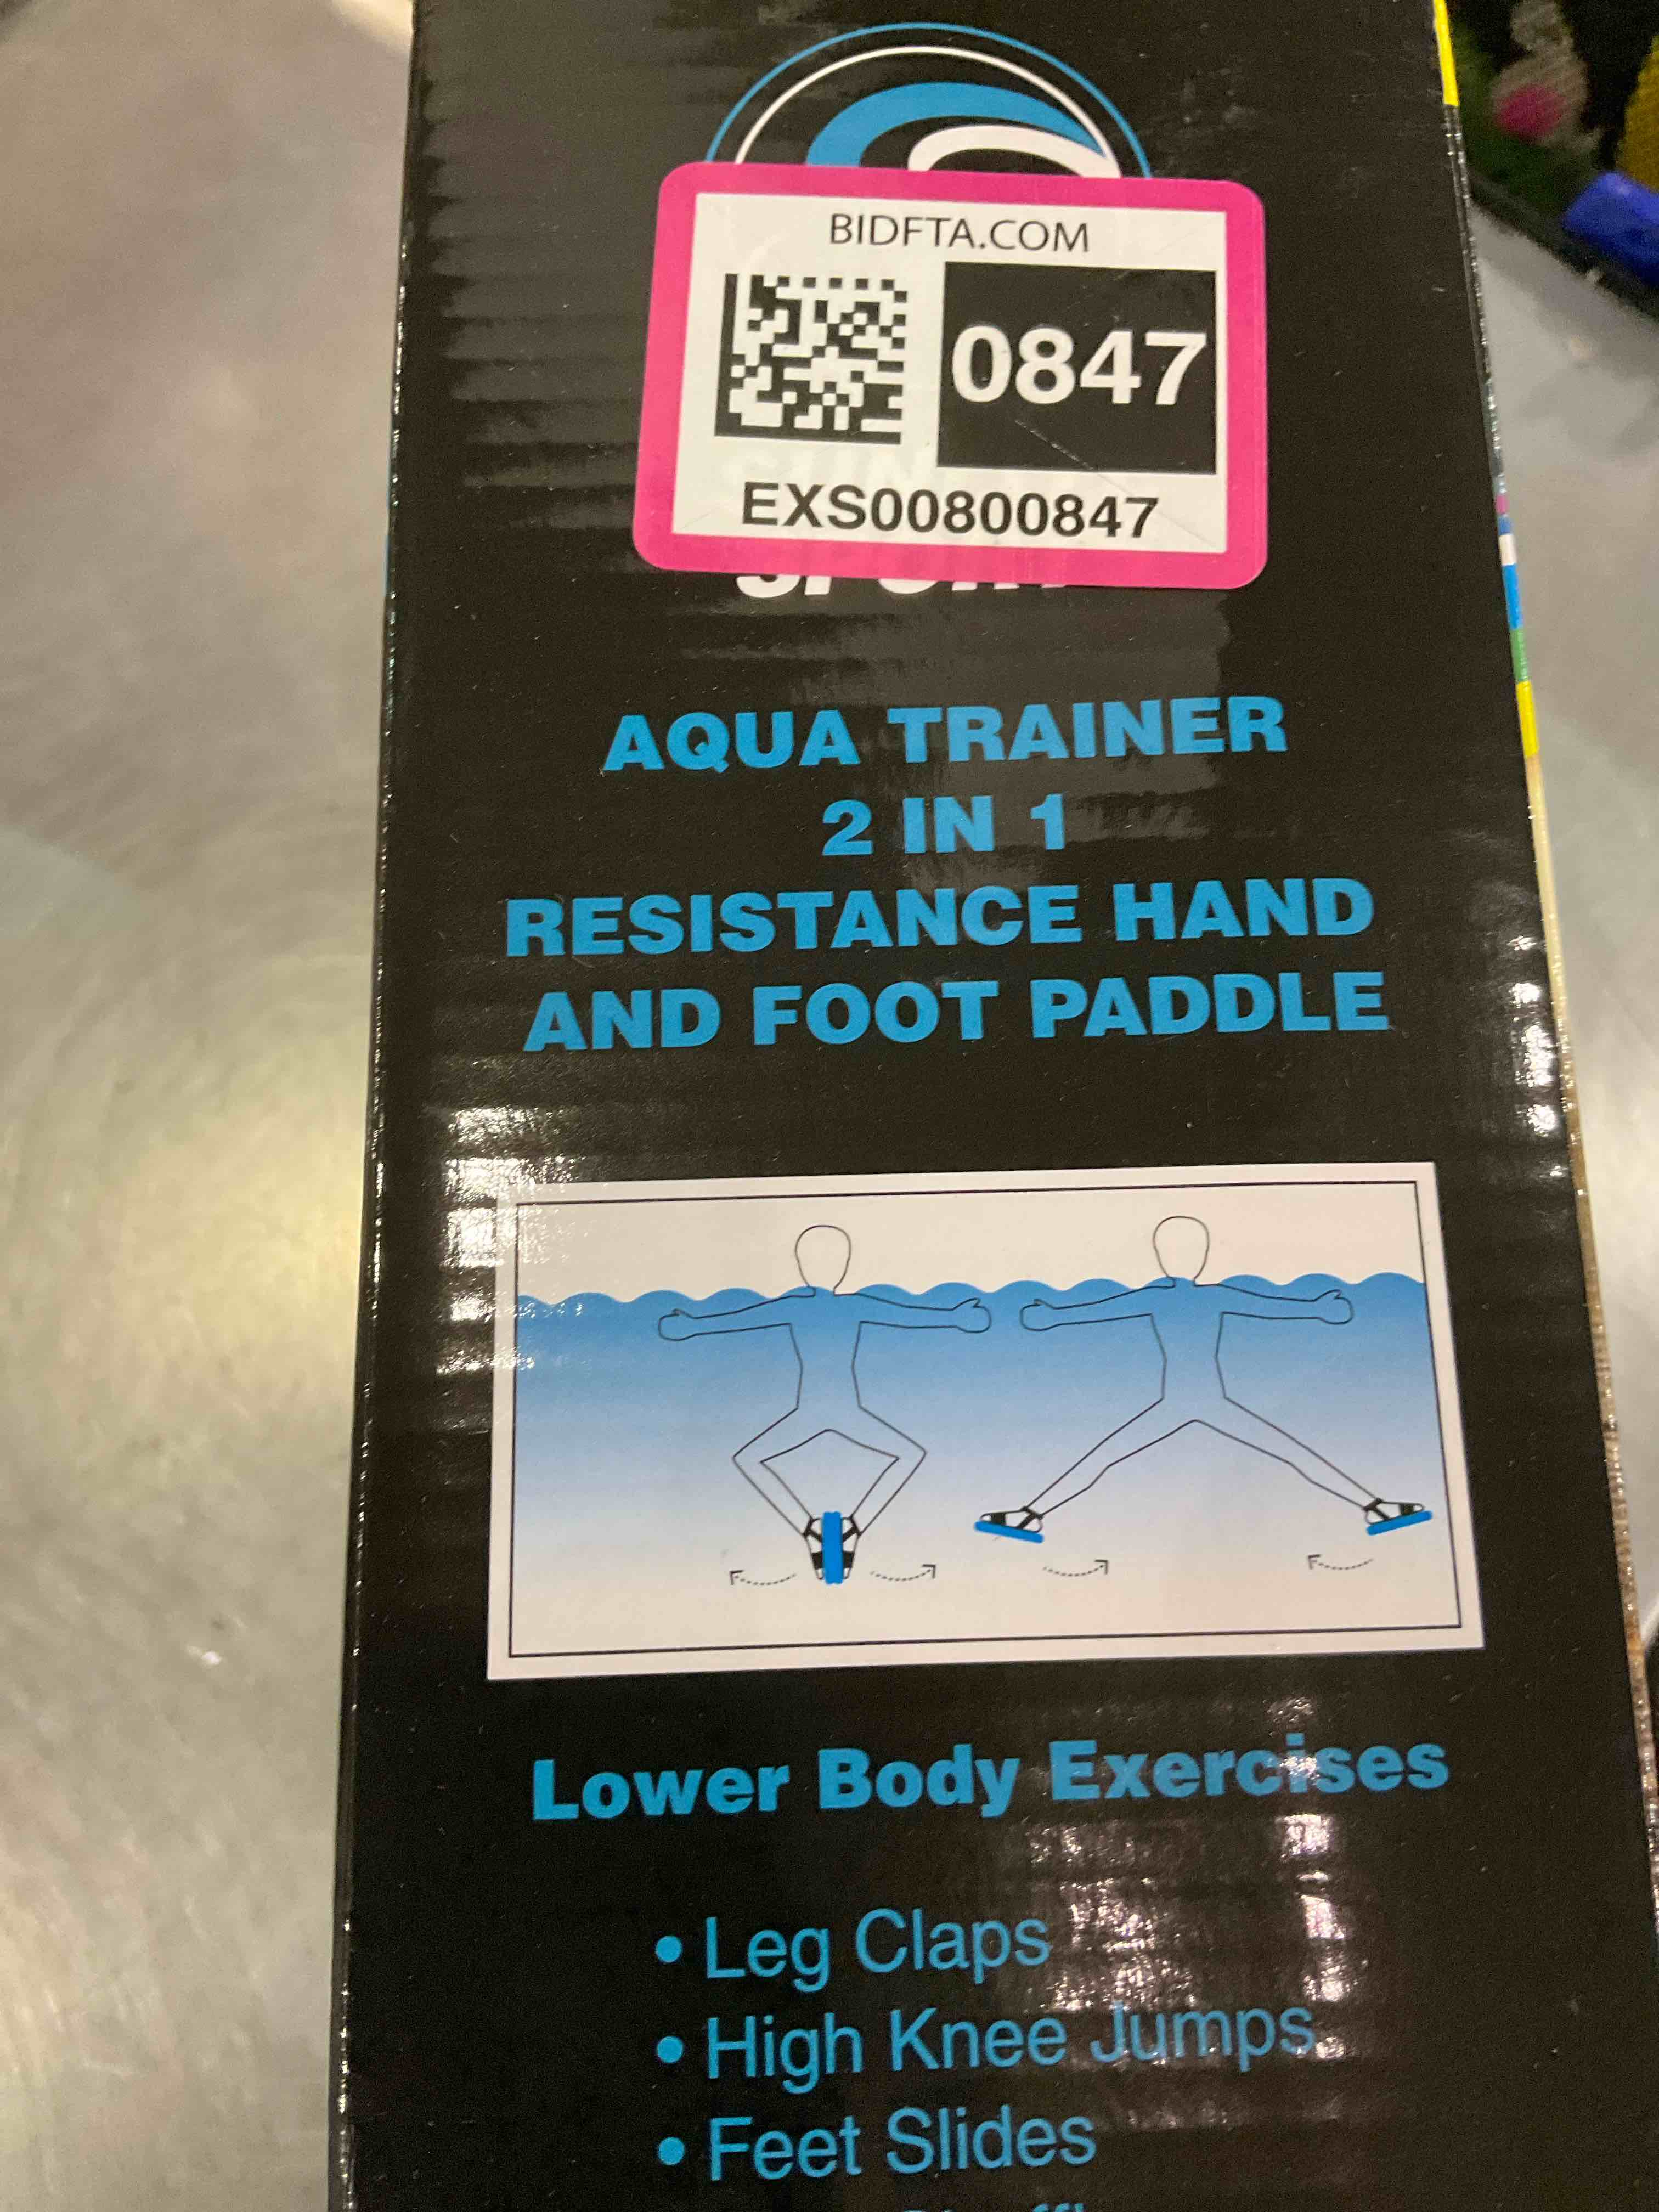 BIDFTA.COM
0847
EXS00800847
AQUA TRAINER
2 IN 1
RESISTANCE HAND
AND FOOT PADDLE
Lower Body Exercises
• Leg Claps
• High Knee Jumps
• Feet Slides